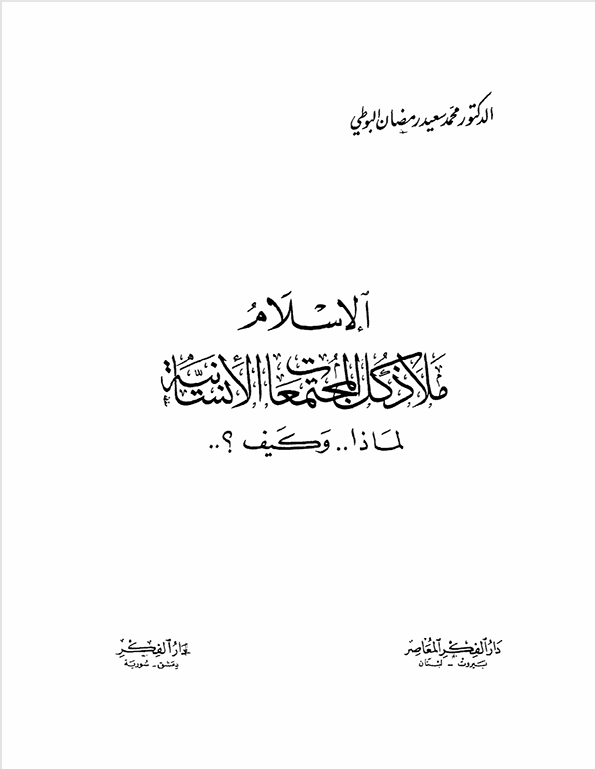 الدكتور محمد سعيد رمضان البوطي
الإسلام
ملاذ كل المجتمعات الإنسانية
لماذا.. وكيف ؟..
دار الفكر المعاصر
بيروت - لبنان
دار الفكر
دمشق - سورية